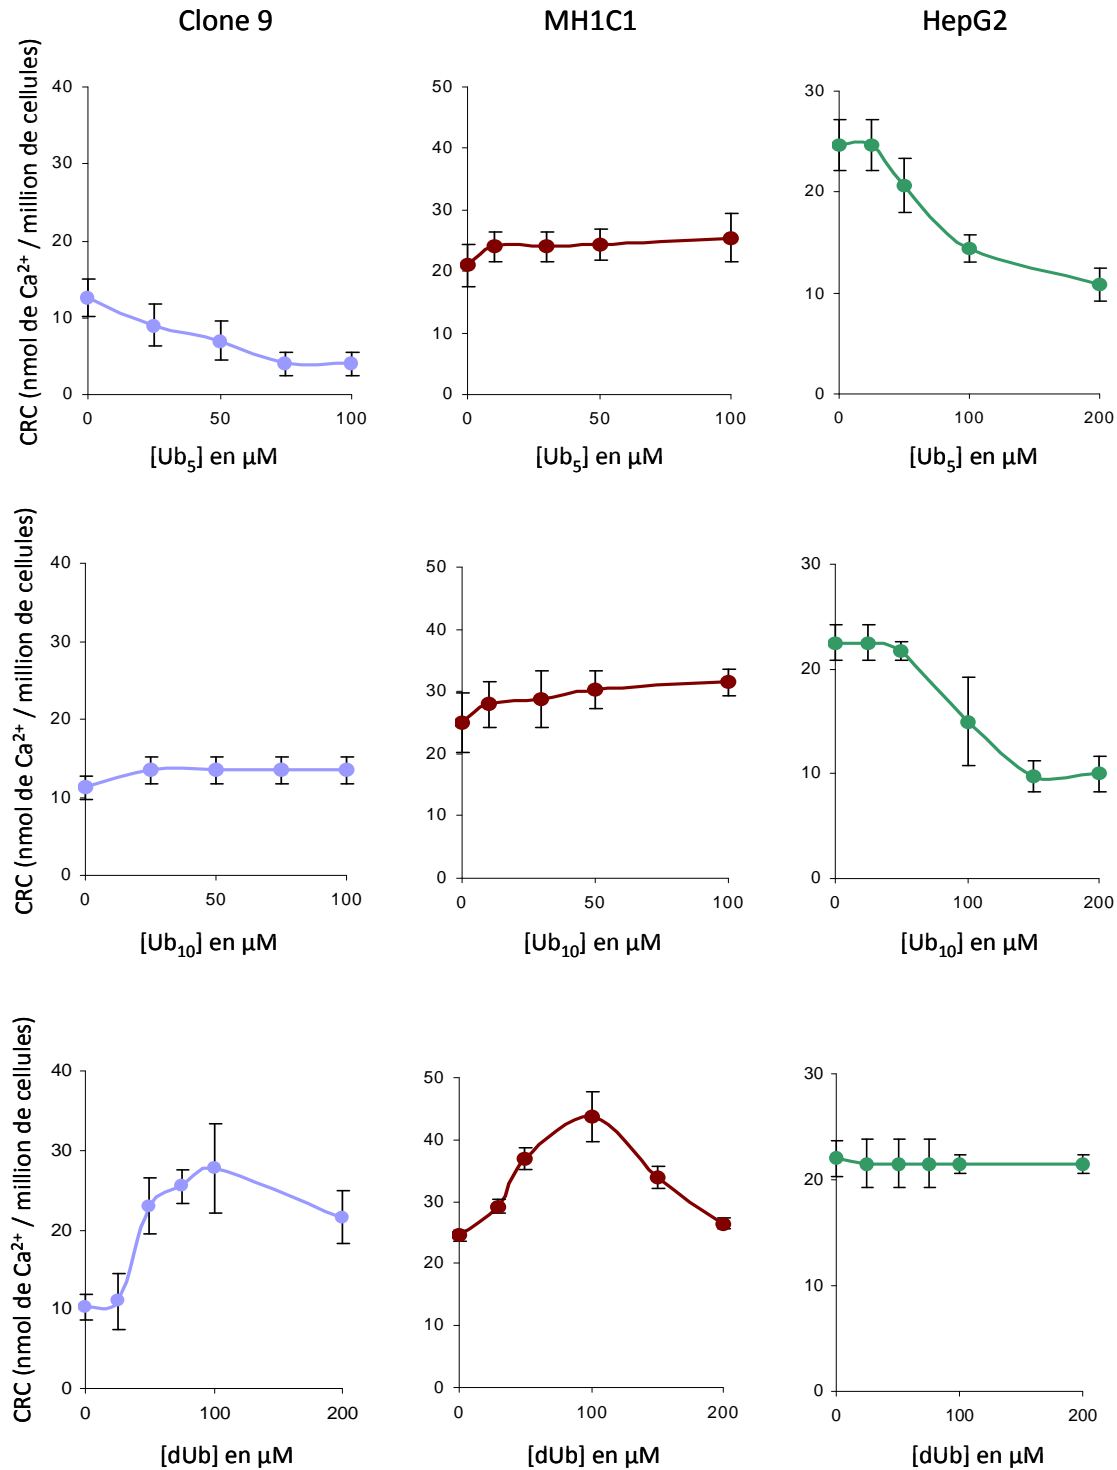 Clone 9 MH1C1 HepG2
CRC (nmol de Ca²⁺ / million de cellules)
40 30 20 10 0
0 50 100
[Ub₅] en µM
50 40 30 20 10 0
0 50 100
[Ub₅] en µM
30 20 10 0
0 100 200
[Ub₅] en µM
CRC (nmol de Ca²⁺ / million de cellules)
40 30 20 10 0
0 50 100
[Ub₁₀] en µM
50 40 30 20 10 0
0 50 100
[Ub₁₀] en µM
30 20 10 0
0 100 200
[Ub₁₀] en µM
CRC (nmol de Ca²⁺ / million de cellules)
40 30 20 10 0
0 100 200
[dUb] en µM
50 40 30 20 10 0
0 100 200
[dUb] en µM
30 20 10 0
0 100 200
[dUb] en µM